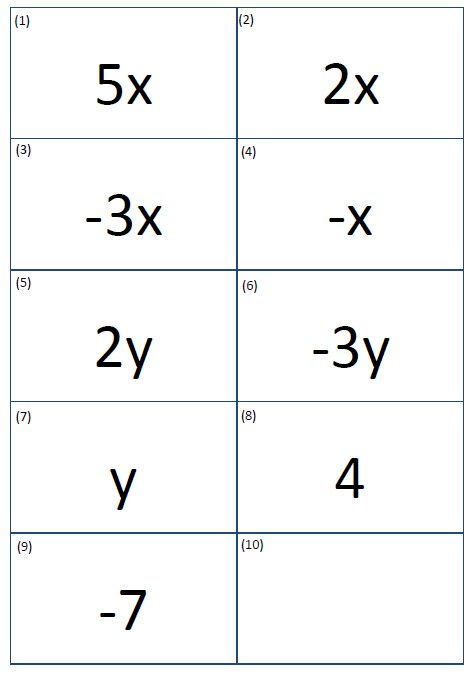 (1)
5x
(2)
2x
(3)
-3x
(4)
-x
(5)
2y
(6)
-3y
(7)
y
(8)
4
(9)
-7
(10)